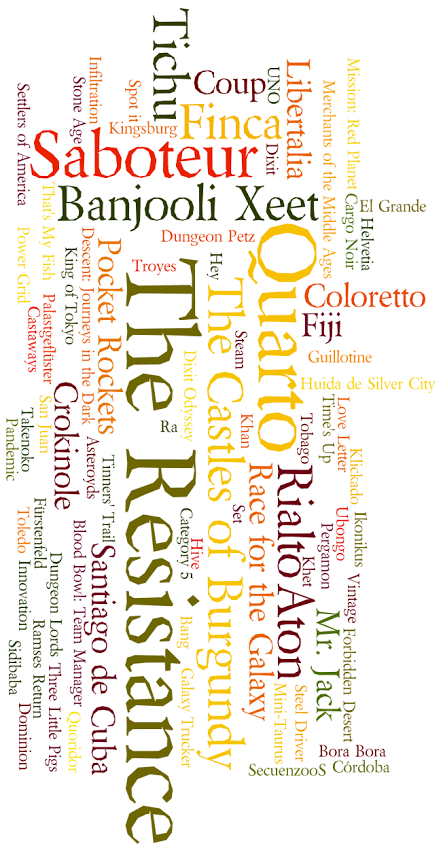 Tichu
Coup
UNO
Libertalia
Mission: Red Planet
Infiltration
Spot it
Finca
Merchants of the Middle Ages
Stone Age
Kingsburg
Dixit
Settlers of America
Saboteur
Banjooli Xeet
Cargo Noir
El Grande
Helvetia
That's My Fish
Dungeon Petz
Hey
Quarto
Power Grid
Palastgeflüster
Castaways
King of Tokyo
Descent: Journeys in the Dark
Pocket Rockets
Troyes
The Resistance
The Castles of Burgundy
Coloretto
Fiji
Steam
Guillotine
Dixit Odyssey
Huida de Silver City
San Juan
Crokinole
Asteroyds
Ra
Khan
Tobago
Time's Up
Love Letter
Takenoko
Pandemic
Tinners' Trail
Race for the Galaxy
Rialto
Klickado
Ikonikus
Ubongo
Pergamon
Set
Category 5
Hive
Khet
Fürstenfeld
Toledo
Innovation
Blood Bowl: Team Manager
Santiago de Cuba
Aton
Vintage
Forbidden Desert
Mr. Jack
Dungeon Lords
Three Little Pigs
Ramses Return
Sidibaba
Bang
Galaxy Trucker
Steel Driver
Mini-Taurus
Quoridor
Dominion
Bora Bora
SecuenzooS
Córdoba